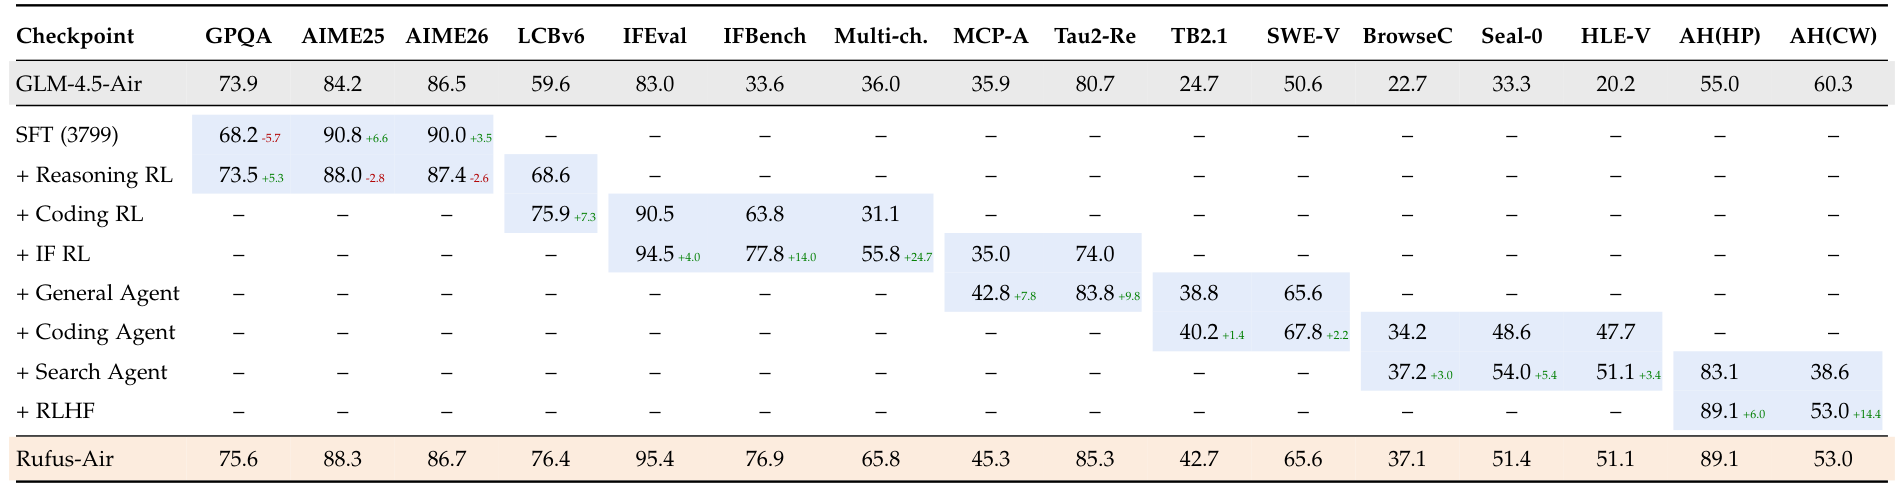 Checkpoint GPQA AIME25 AIME26 LCBv6 IFEval IFBench Multi-ch. MCP-A Tau2-Re TB2.1 SWE-V BrowseC Seal-0 HLE-V AH(HP) AH(CW)
GLM-4.5-Air 73.9 84.2 86.5 59.6 83.0 33.6 36.0 35.9 80.7 24.7 50.6 22.7 33.3 20.2 55.0 60.3
SFT (3799) 68.2 -5.7 90.8 +6.6 90.0 +3.5 – – – – – – – – – – – – –
+ Reasoning RL 73.5 +5.3 88.0 -2.8 87.4 -2.6 68.6 – – – – – – – – – – – –
+ Coding RL – – – 75.9 +7.3 90.5 63.8 31.1 – – – – – – – – –
+ IF RL – – – – 94.5 +4.0 77.8 +14.0 55.8 +24.7 35.0 74.0 – – – – – – –
+ General Agent – – – – – – – 42.8 +7.8 83.8 +9.8 38.8 65.6 – – – – –
+ Coding Agent – – – – – – – – – 40.2 +1.4 67.8 +2.2 34.2 48.6 47.7 – –
+ Search Agent – – – – – – – – – – – 37.2 +3.0 54.0 +5.4 51.1 +3.4 83.1 38.6
+ RLHF – – – – – – – – – – – – – – 89.1 +6.0 53.0 +14.4
Rufus-Air 75.6 88.3 86.7 76.4 95.4 76.9 65.8 45.3 85.3 42.7 65.6 37.1 51.4 51.1 89.1 53.0